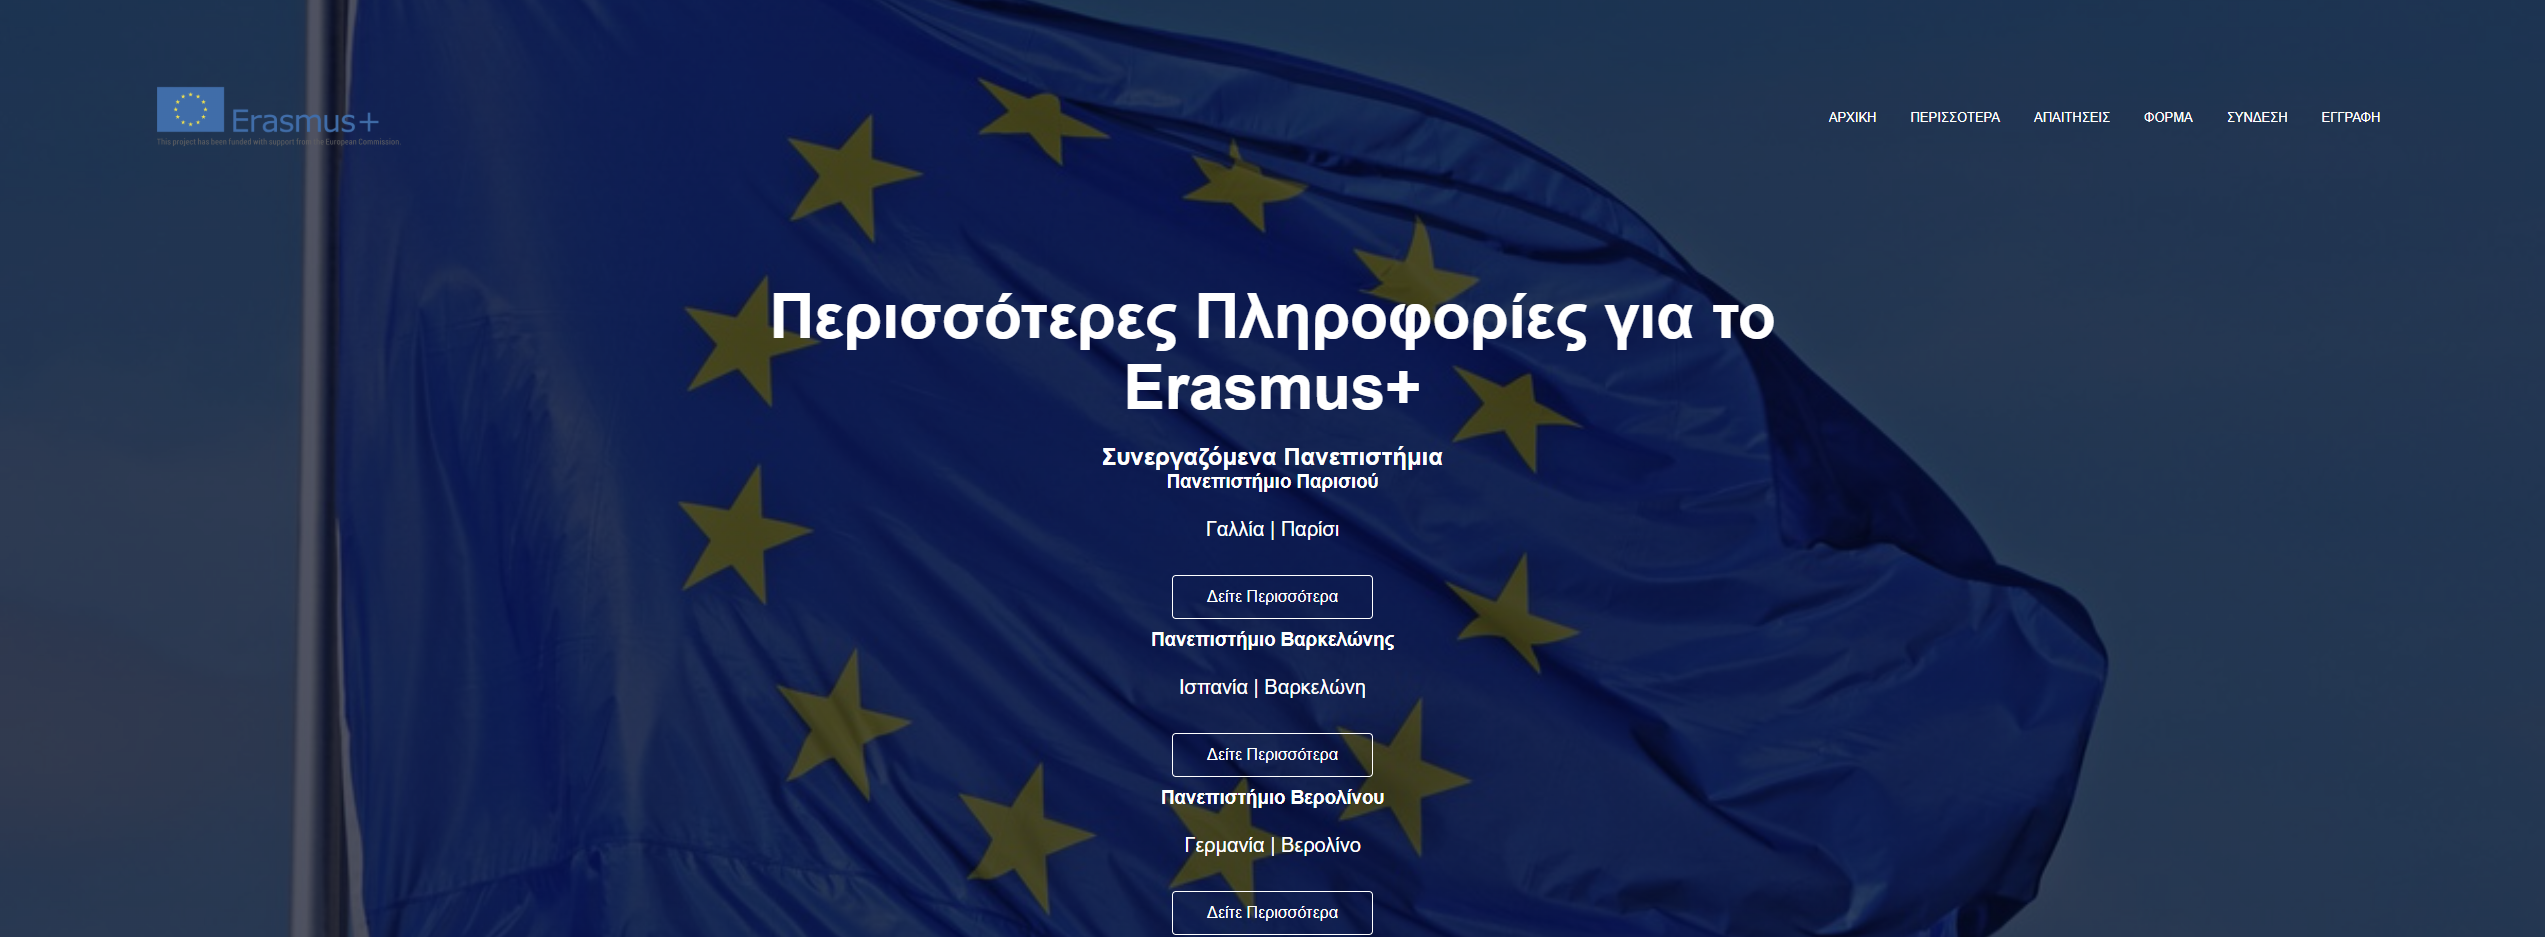 Erasmus+
This project has been funded with support from the European Commission.
ΑΡΧΙΚΗ ΠΕΡΙΣΣΟΤΕΡΑ ΑΠΑΙΤΗΣΕΙΣ ΦΟΡΜΑ ΣΥΝΔΕΣΗ ΕΓΓΡΑΦΗ
Περισσότερες Πληροφορίες για το
Erasmus+
Συνεργαζόμενα Πανεπιστήμια
Πανεπιστήμιο Παρισιού
Γαλλία | Παρίσι
Δείτε Περισσότερα
Πανεπιστήμιο Βαρκελώνης
Ισπανία | Βαρκελώνη
Δείτε Περισσότερα
Πανεπιστήμιο Βερολίνου
Γερμανία | Βερολίνο
Δείτε Περισσότερα